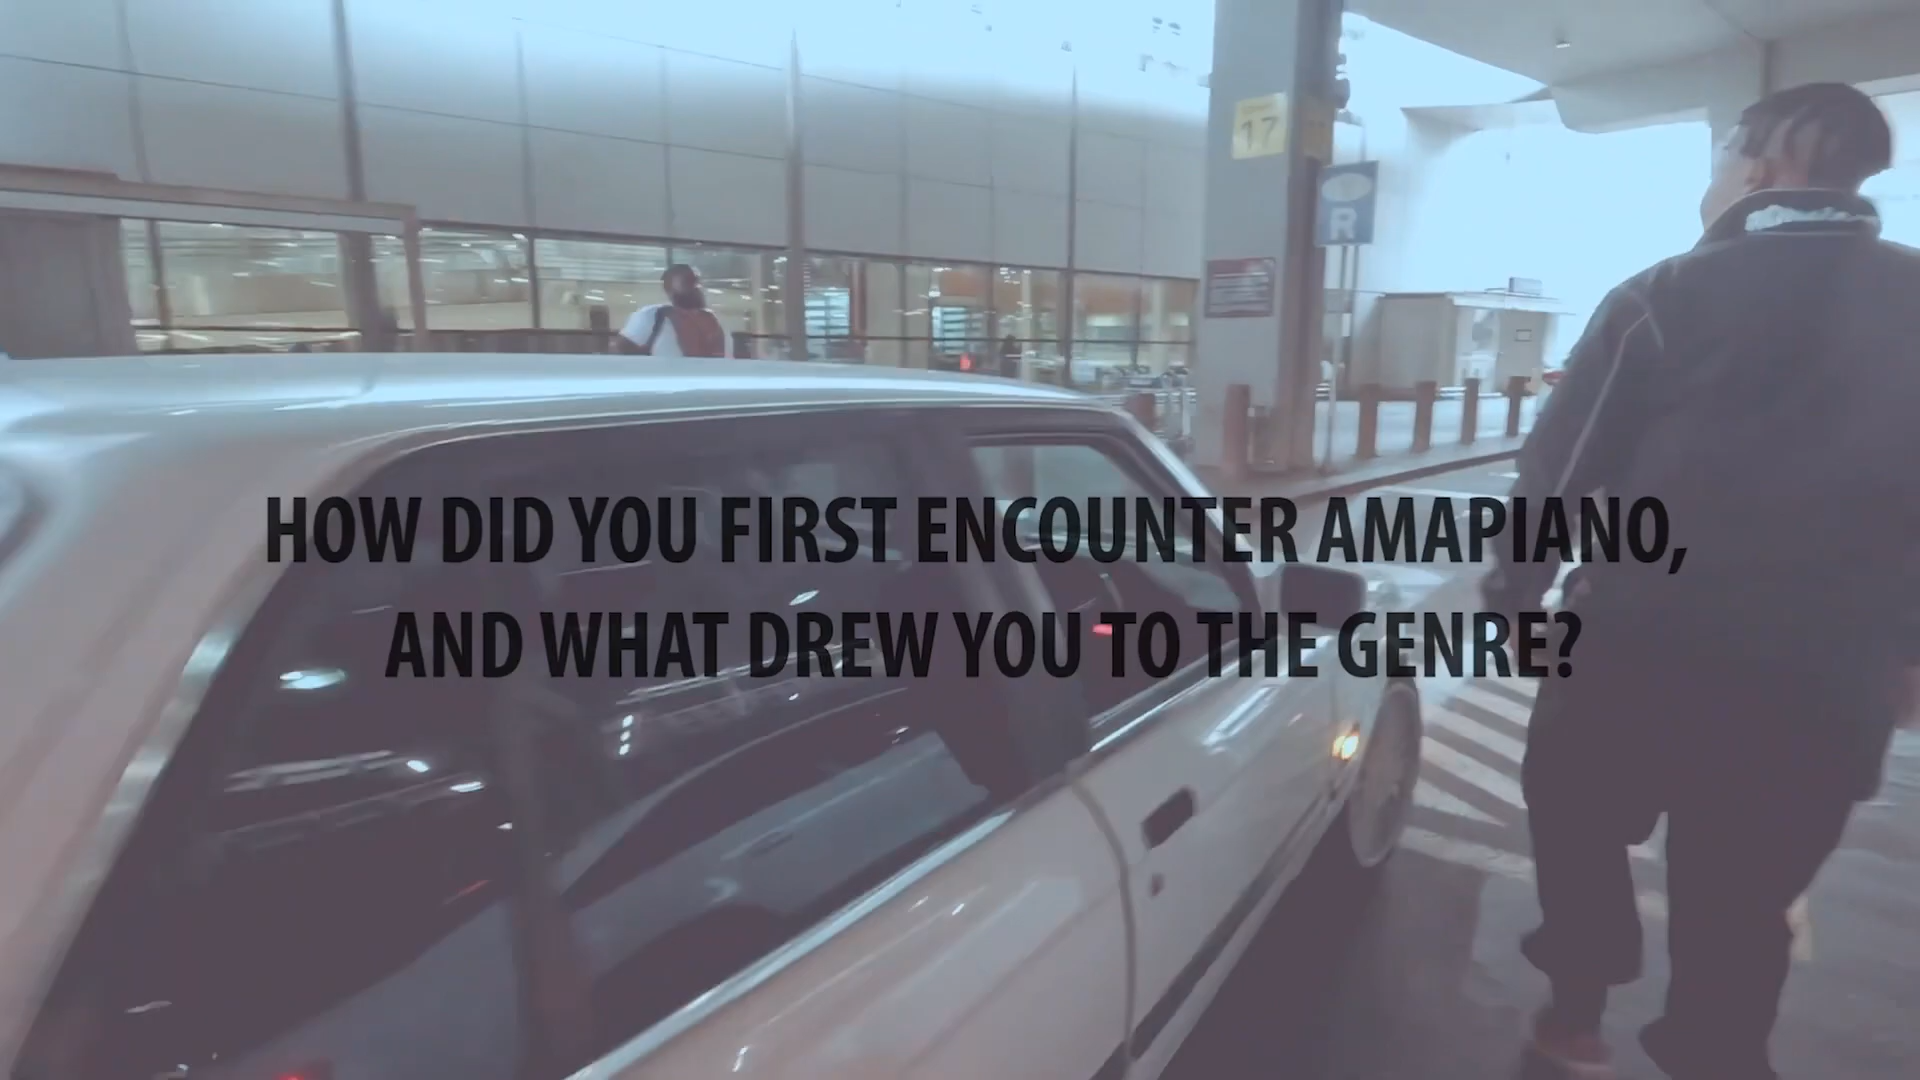 17
R
HOW DID YOU FIRST ENCOUNTER AMAPIANO,
AND WHAT DREW YOU TO THE GENRE?